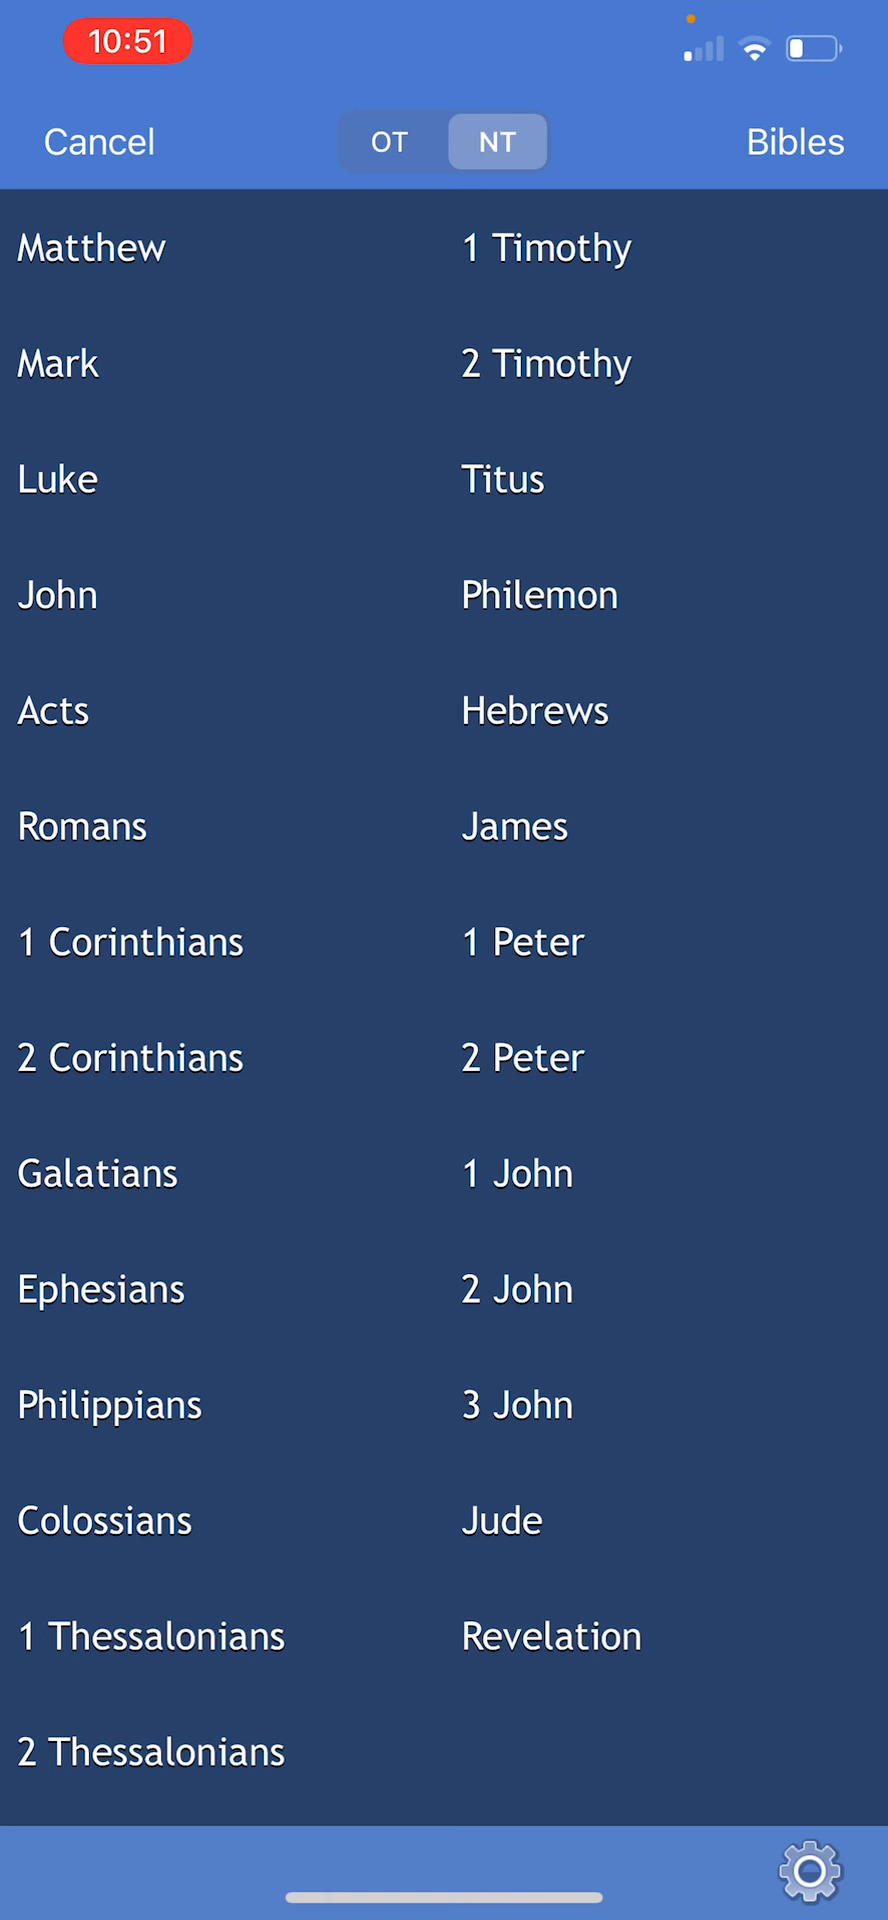 10:51
Cancel OT NT Bibles
Matthew
Mark
Luke
John
Acts
Romans
1 Corinthians
2 Corinthians
Galatians
Ephesians
Philippians
Colossians
1 Thessalonians
2 Thessalonians
1 Timothy
2 Timothy
Titus
Philemon
Hebrews
James
1 Peter
2 Peter
1 John
2 John
3 John
Jude
Revelation